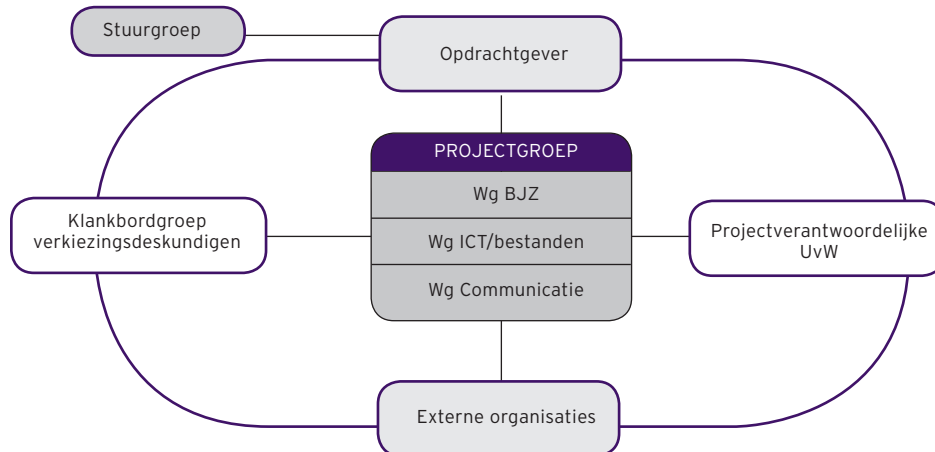 Stuurgroep
Opdrachtgever
PROJECTGROEP
Wg BJZ
Wg ICT/bestanden
Wg Communicatie
Klankbordgroep
verkiezingsdeskundigen
Projectverantwoordelijke
UvW
Externe organisaties